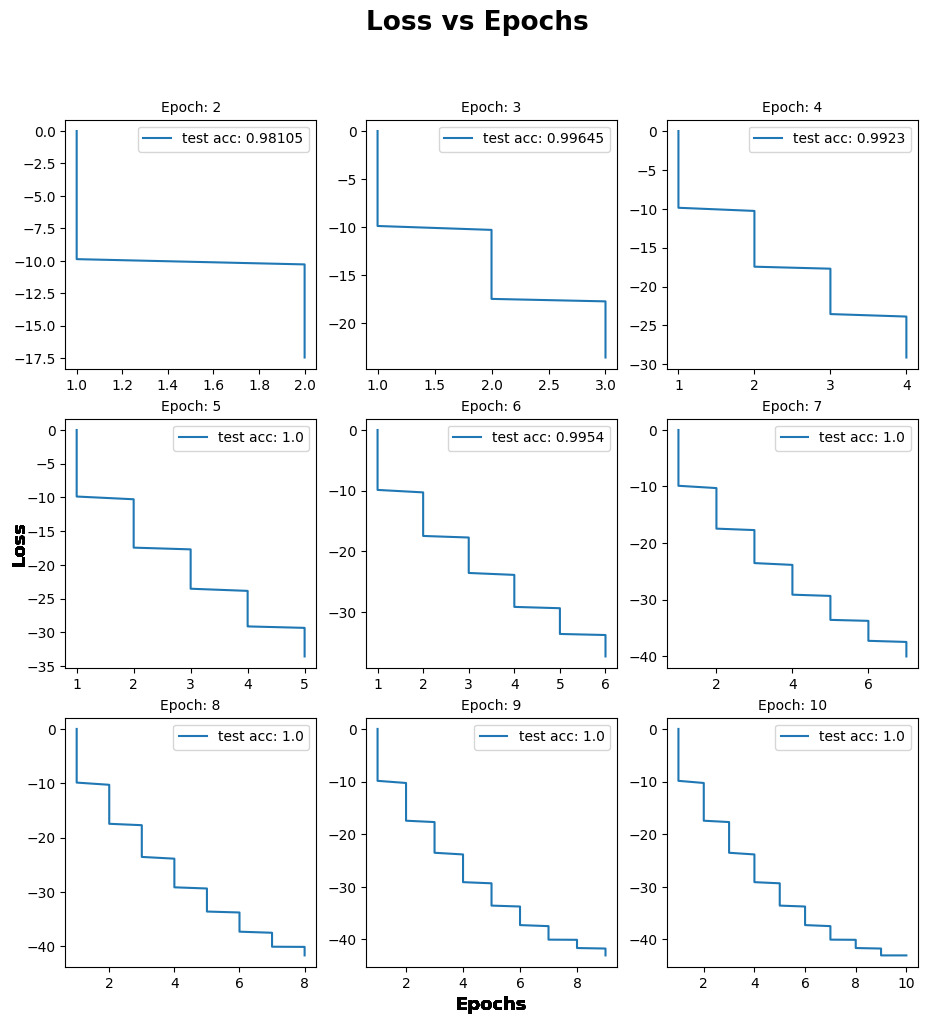 Loss vs Epochs
Epoch: 2
test acc: 0.98105
0.0
−2.5
−5.0
−7.5
−10.0
−12.5
−15.0
−17.5
1.0 1.2 1.4 1.6 1.8 2.0
Epoch: 3
test acc: 0.99645
0
−5
−10
−15
−20
1.0 1.5 2.0 2.5 3.0
Epoch: 4
test acc: 0.9923
0
−5
−10
−15
−20
−25
−30
1 2 3 4
Loss
Epoch: 5
test acc: 1.0
0
−5
−10
−15
−20
−25
−30
−35
1 2 3 4 5
Epoch: 6
test acc: 0.9954
0
−10
−20
−30
1 2 3 4 5 6
Epoch: 7
test acc: 1.0
0
−10
−20
−30
−40
2 4 6
Epoch: 8
test acc: 1.0
0
−10
−20
−30
−40
2 4 6 8
Epoch: 9
test acc: 1.0
0
−10
−20
−30
−40
2 4 6 8
Epoch: 10
test acc: 1.0
0
−10
−20
−30
−40
2 4 6 8 10
Epochs